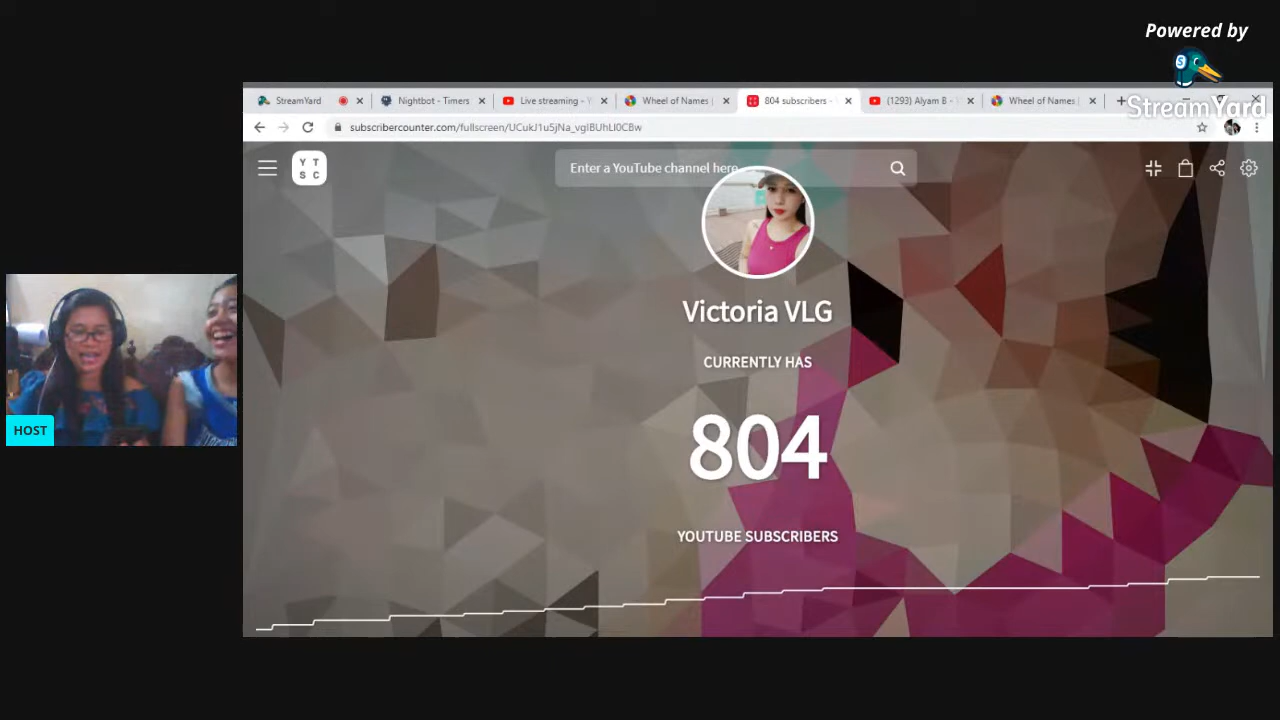 Powered by
StreamYard
StreamYard
Nightbot - Timers
Live streaming - Y
Wheel of Names |
804 subscribers -
(1293) Alyam B -
Wheel of Names |
subscribercounter.com/fullscreen/
Y T
S C
Enter a YouTube channel here
Victoria VLG
CURRENTLY HAS
804
YOUTUBE SUBSCRIBERS
HOST